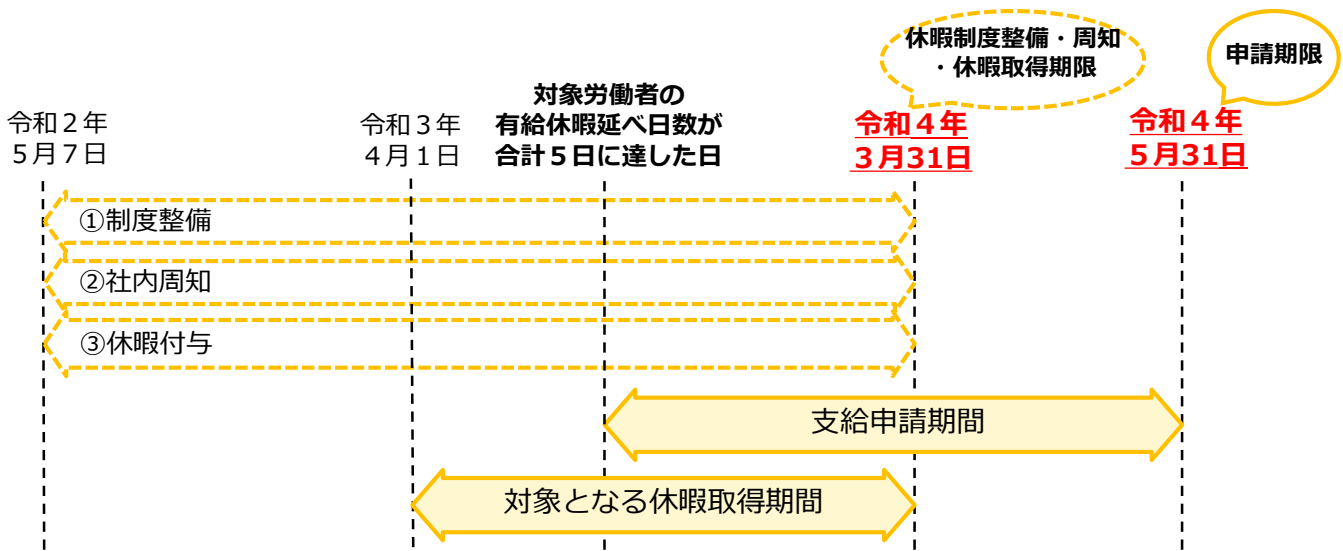 休暇制度整備・周知
・休暇取得期限
申請期限
令和２年
５月７日
令和３年
４月１日
対象労働者の
有給休暇延べ日数が
合計５日に達した日
令和４年
３月31日
令和４年
５月31日
①制度整備
②社内周知
③休暇付与
支給申請期間
対象となる休暇取得期間